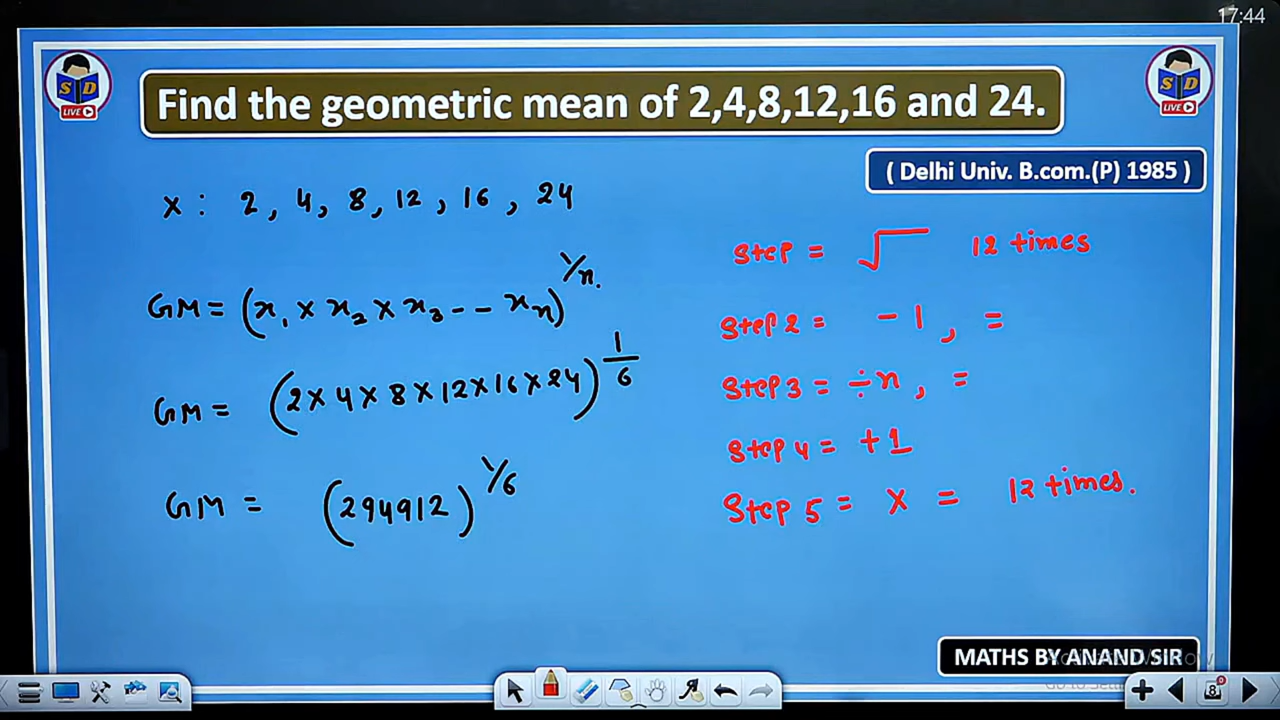 17:44
S D
LIVE
S D
LIVE
Find the geometric mean of 2,4,8,12,16 and 24.
( Delhi Univ. B.com.(P) 1985 )
x : 2, 4, 8, 12, 16, 24
GM = (x₁ × x₂ × x₃ -- xₙ)^1/n.
GM = (2×4×8×12×16×24)^1/6
GM = (294912)^1/6
Step = √ 12 times
Step 2 = -1, =
Step 3 = ÷n, =
Step 4 = +1
Step 5 = × = 12 times.
MATHS BY ANAND SIR
8
0